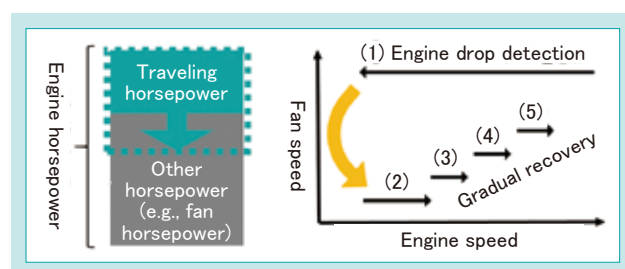 Engine horsepower
Traveling
horsepower
Other
horsepower
(e.g., fan
horsepower)
(1) Engine drop detection
Fan speed
(2)
(3)
(4)
(5)
Gradual recovery
Engine speed